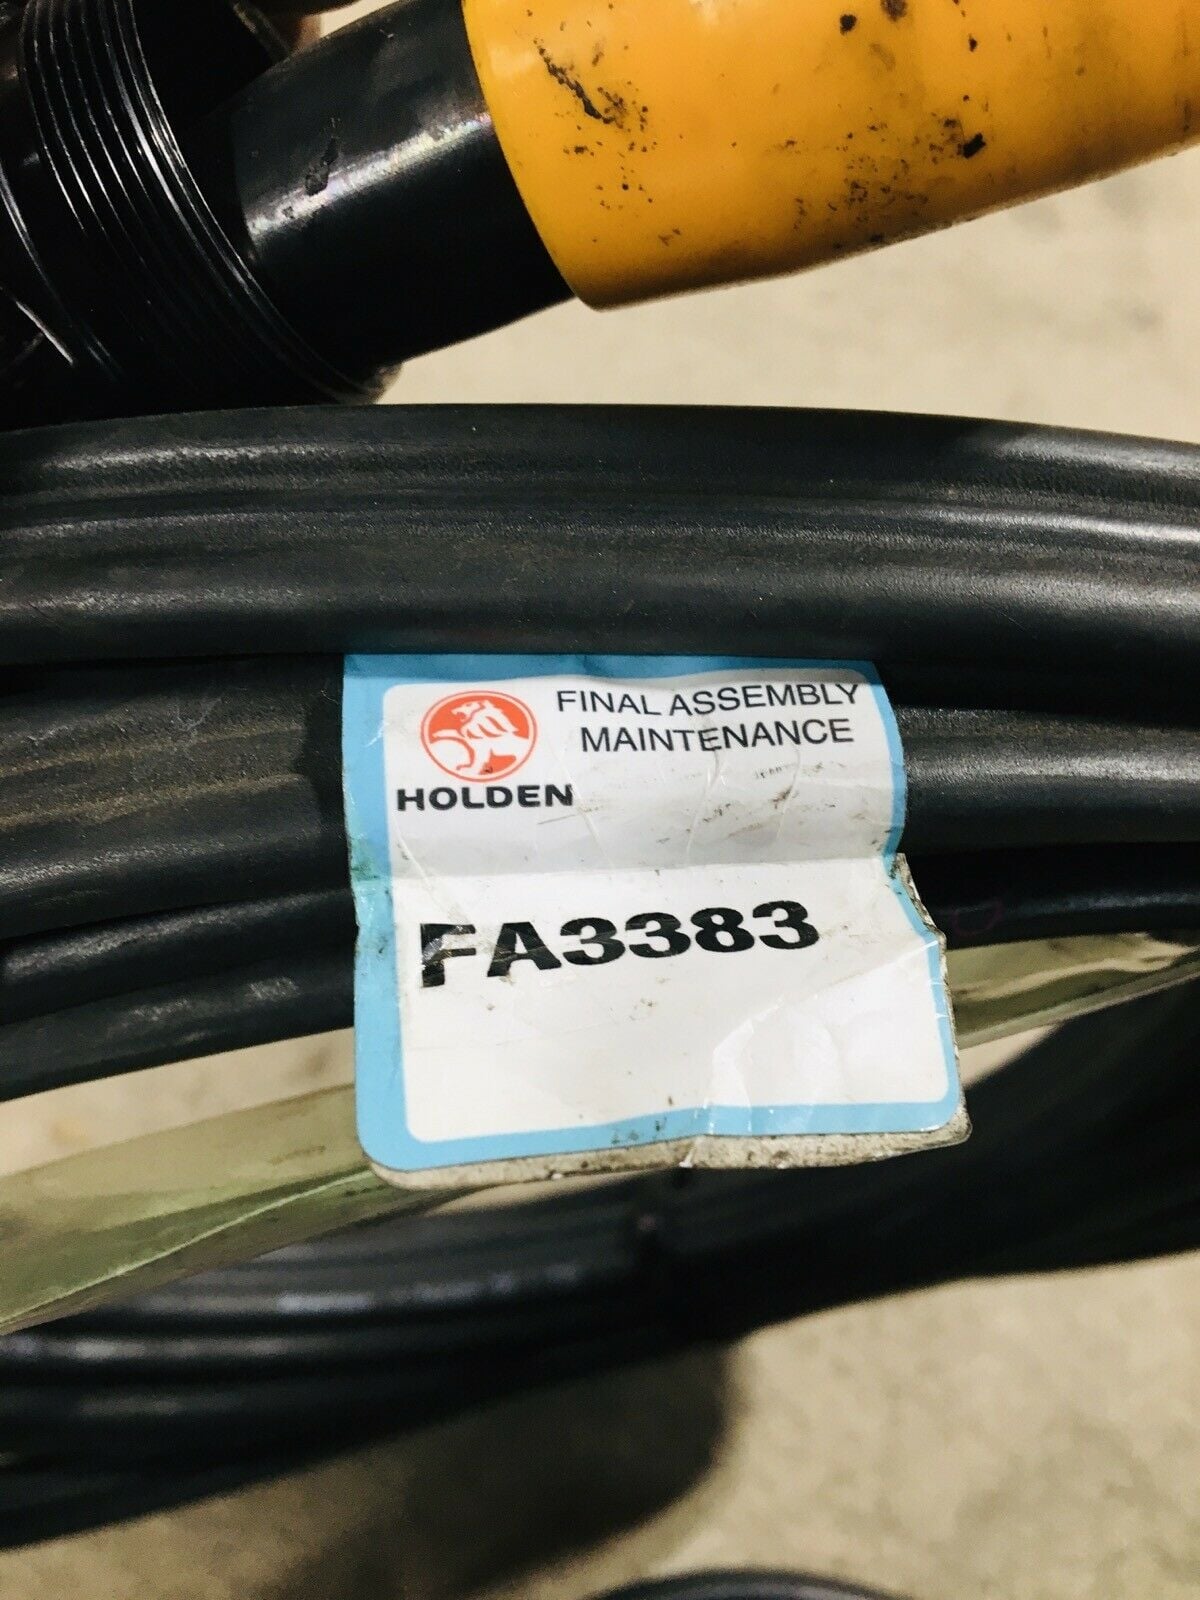 FINAL ASSEMBLY
MAINTENANCE
HOLDEN
FA3383